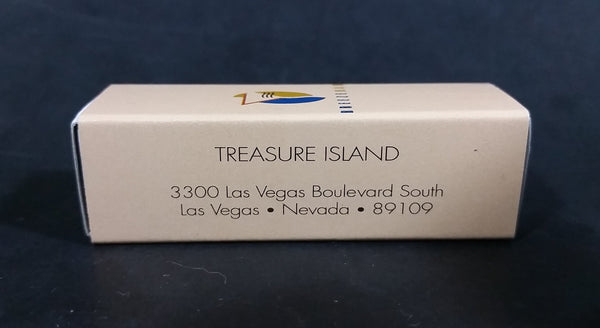 TREASURE ISLAND
3300 Las Vegas Boulevard South
Las Vegas • Nevada • 89109